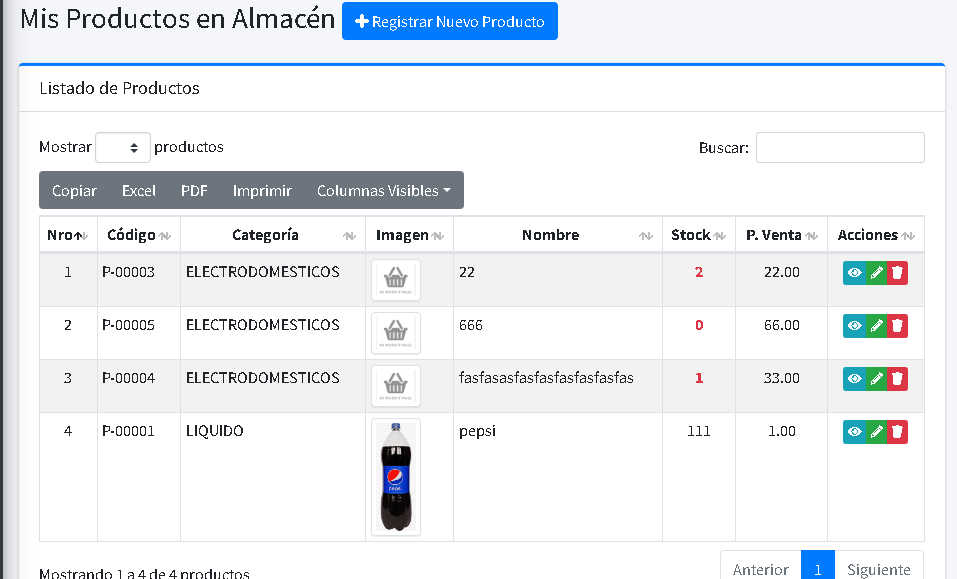 Mis Productos en Almacén Registrar Nuevo Producto
Listado de Productos
Mostrar productos Buscar:
Copiar Excel PDF Imprimir Columnas Visibles
Nro Código Categoría Imagen Nombre Stock P. Venta Acciones
1 P-00003 ELECTRODOMESTICOS 22 2 22.00
2 P-00005 ELECTRODOMESTICOS 666 0 66.00
3 P-00004 ELECTRODOMESTICOS fasfasasfasfasfasfasfasfas 1 33.00
4 P-00001 LIQUIDO pepsi 111 1.00
pepsi
Mostrando 1 a 4 de 4 productos Anterior 1 Siguiente